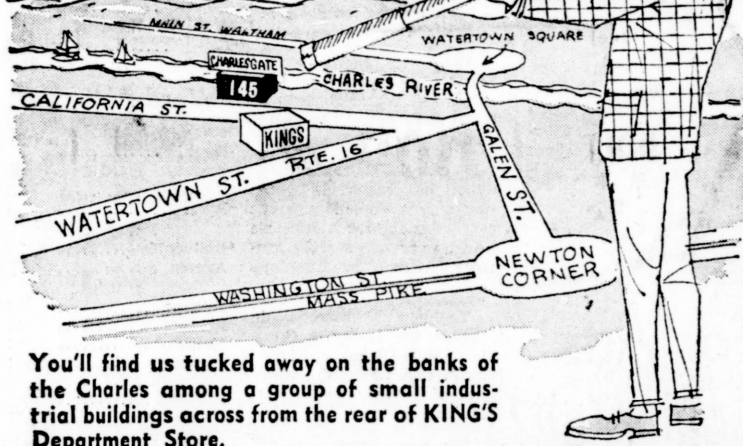 MAIN ST. WALTHAM
WATERTOWN SQUARE
CHARLESGATE
145
CHARLES RIVER
CALIFORNIA ST.
KINGS
WATERTOWN ST. RTE. 16
GALEN ST.
NEWTON
CORNER
WASHINGTON ST
MASS. PIKE
You'll find us tucked away on the banks of
the Charles among a group of small indus-
trial buildings across from the rear of KING'S
Department Store.